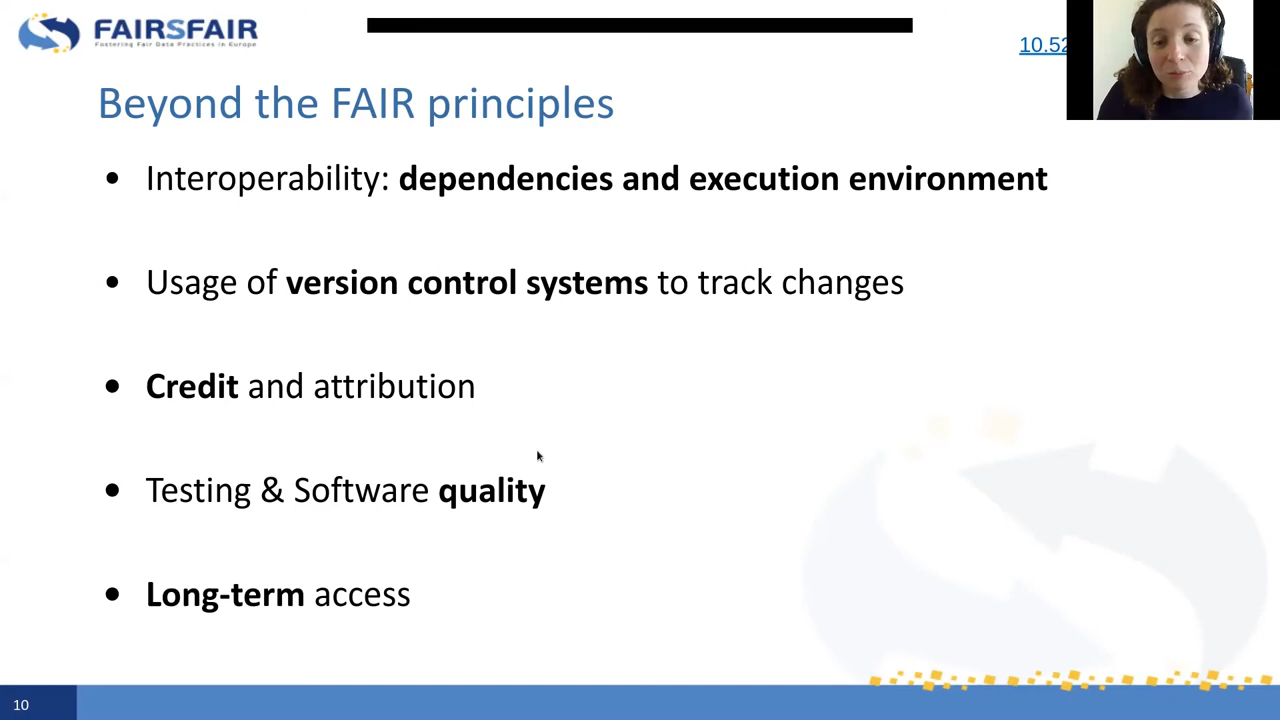 FAIRSFAIR
Fostering Fair Data Practices in Europe
10.52
Beyond the FAIR principles
• Interoperability: dependencies and execution environment
• Usage of version control systems to track changes
• Credit and attribution
• Testing & Software quality
• Long-term access
10